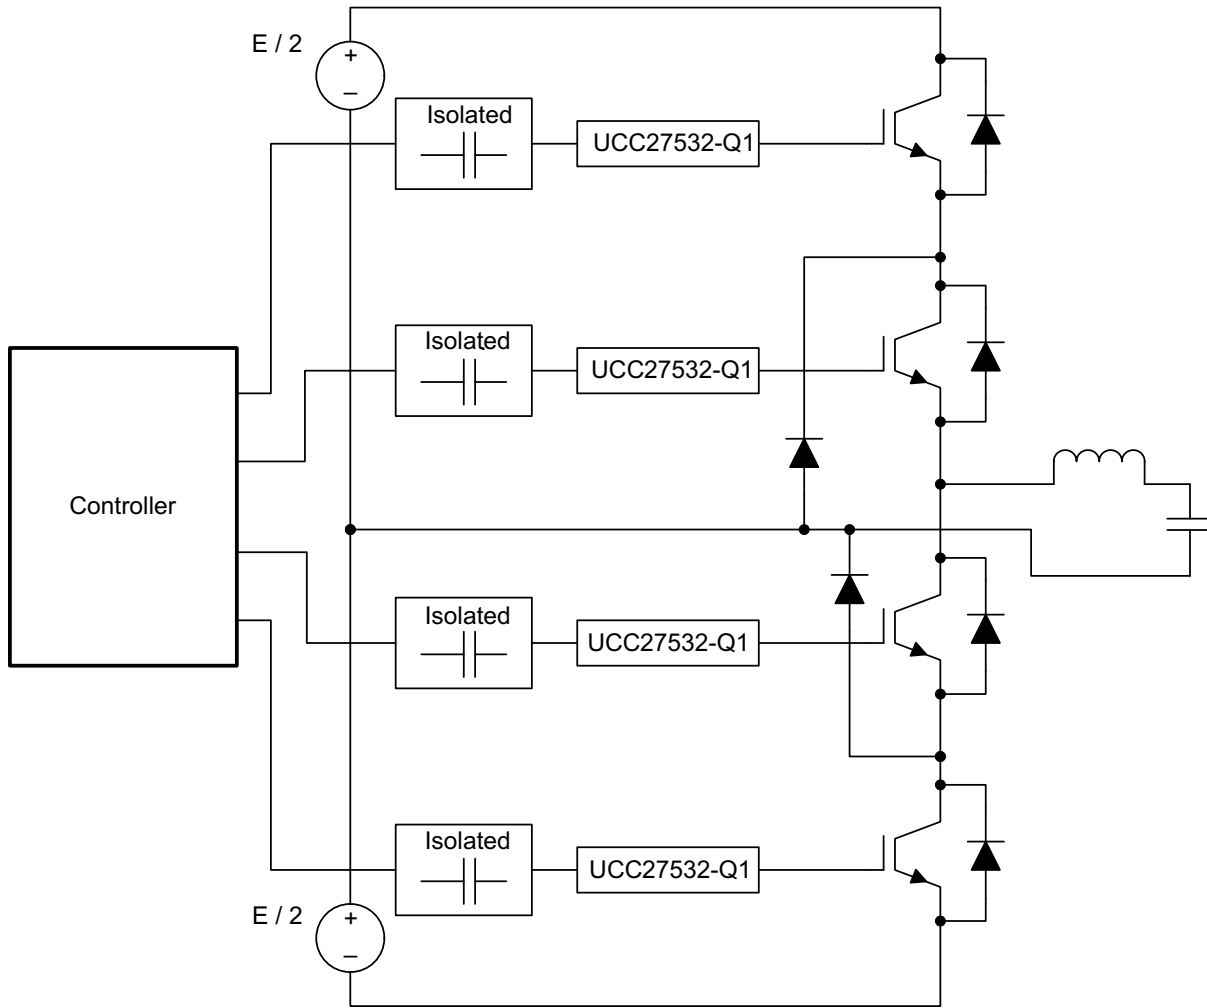 E / 2
+
–
Isolated
UCC27532-Q1
Isolated
UCC27532-Q1
Controller
Isolated
UCC27532-Q1
Isolated
UCC27532-Q1
E / 2
+
–